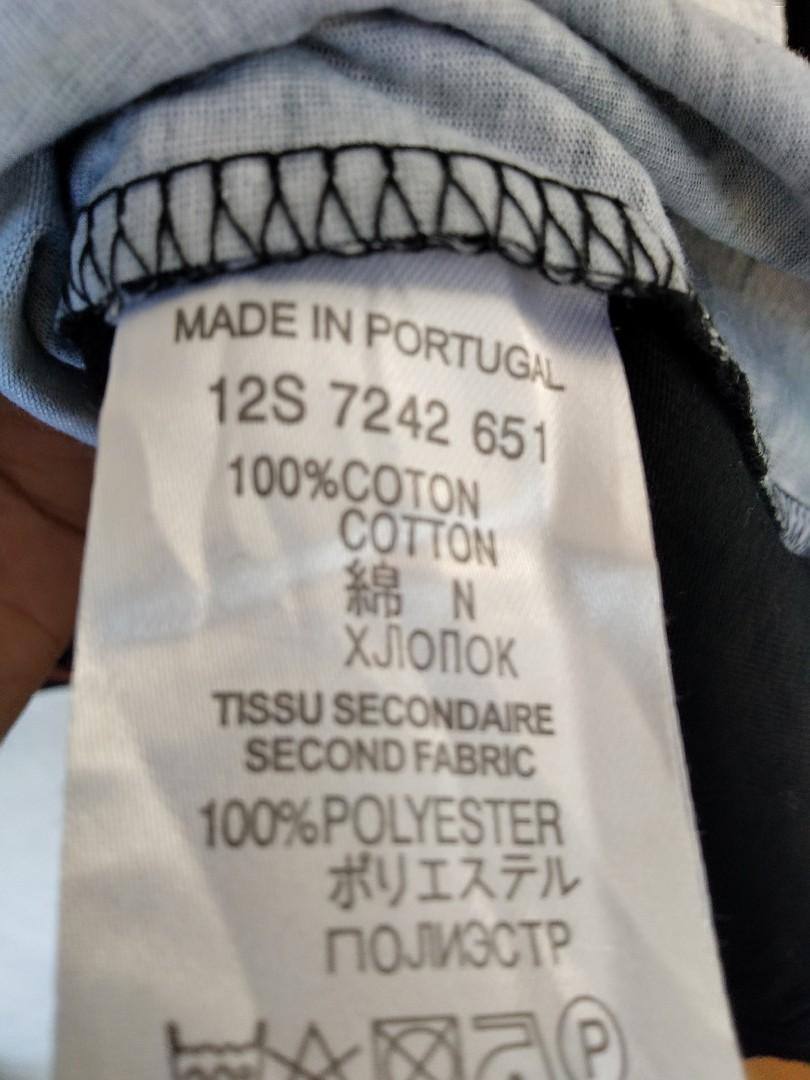 MADE IN PORTUGAL
12S 7242 651
100%COTON
COTTON
綿 N
ХЛОПОК
TISSU SECONDAIRE
SECOND FABRIC
100%POLYESTER
ポリエステル
ПОЛИЭСТР
P